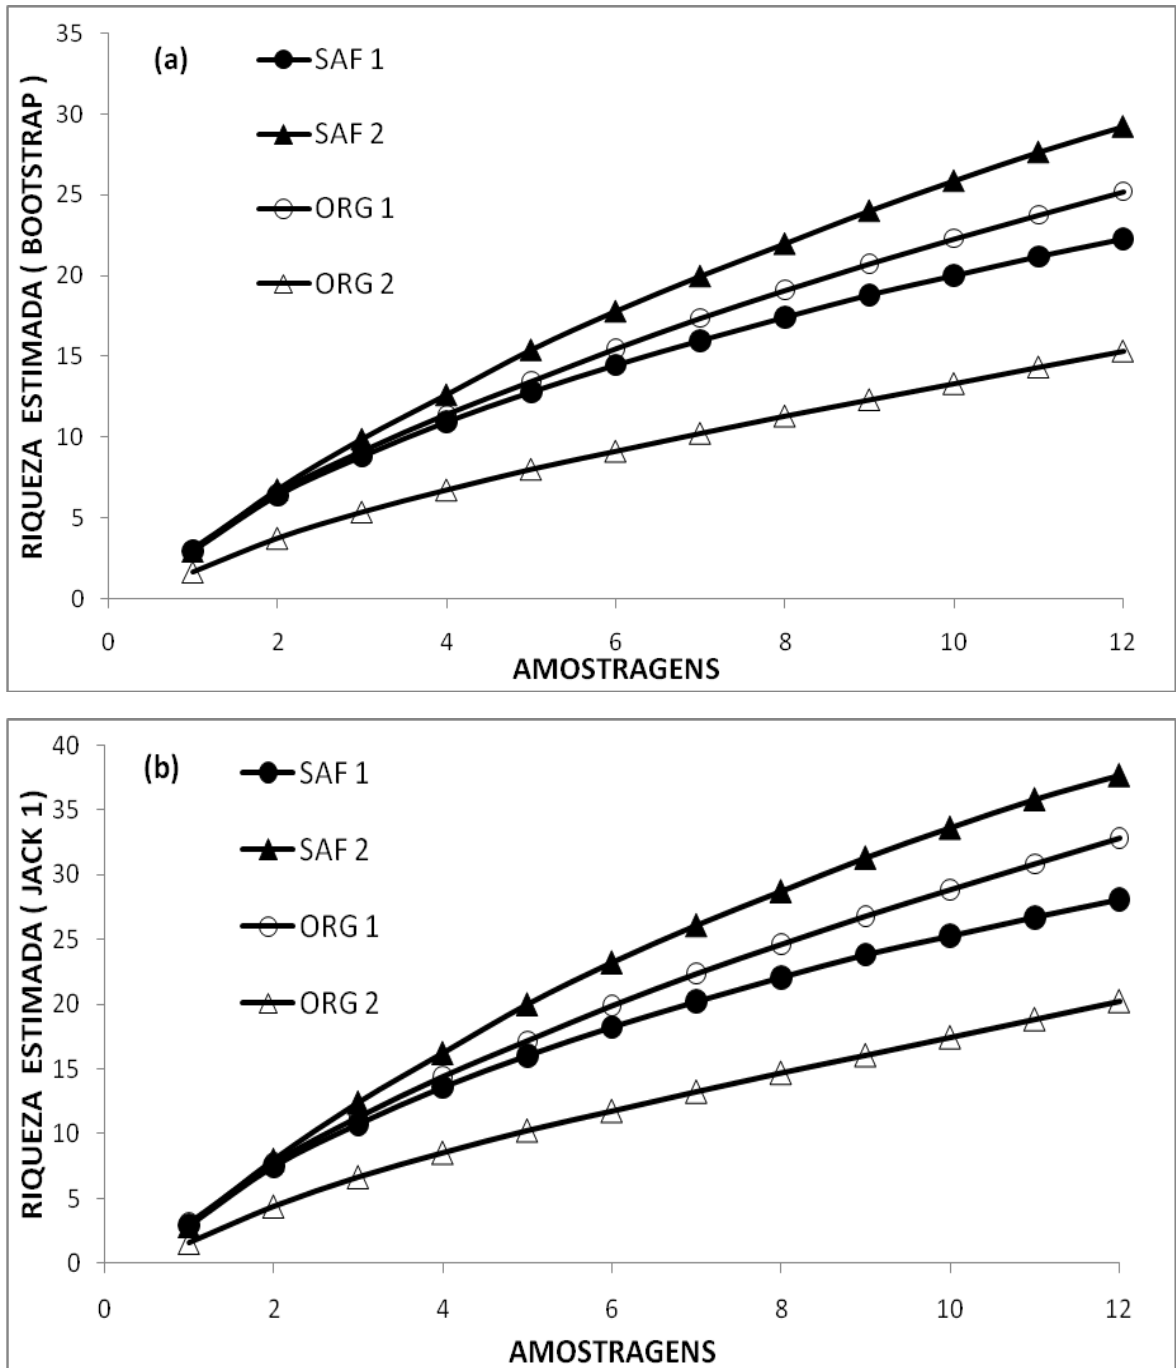 RIQUEZA ESTIMADA ( BOOTSTRAP )
35
30
25
20
15
10
5
0
(a)
SAF 1
SAF 2
ORG 1
ORG 2
0 2 4 6 8 10 12
AMOSTRAGENS
RIQUEZA ESTIMADA ( JACK 1)
40
35
30
25
20
15
10
5
0
(b)
SAF 1
SAF 2
ORG 1
ORG 2
0 2 4 6 8 10 12
AMOSTRAGENS